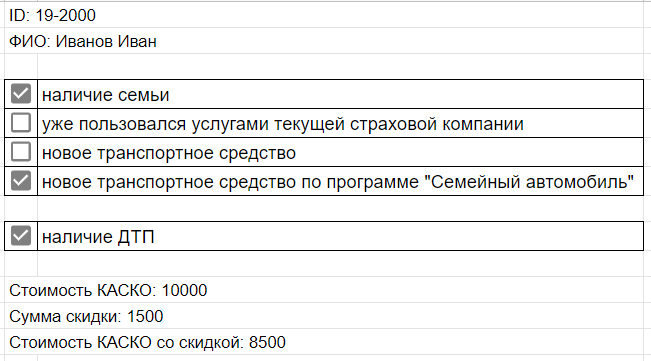 ID: 19-2000
ФИО: Иванов Иван
наличие семьи
уже пользовался услугами текущей страховой компании
новое транспортное средство
новое транспортное средство по программе "Семейный автомобиль"
наличие ДТП
Стоимость КАСКО: 10000
Сумма скидки: 1500
Стоимость КАСКО со скидкой: 8500